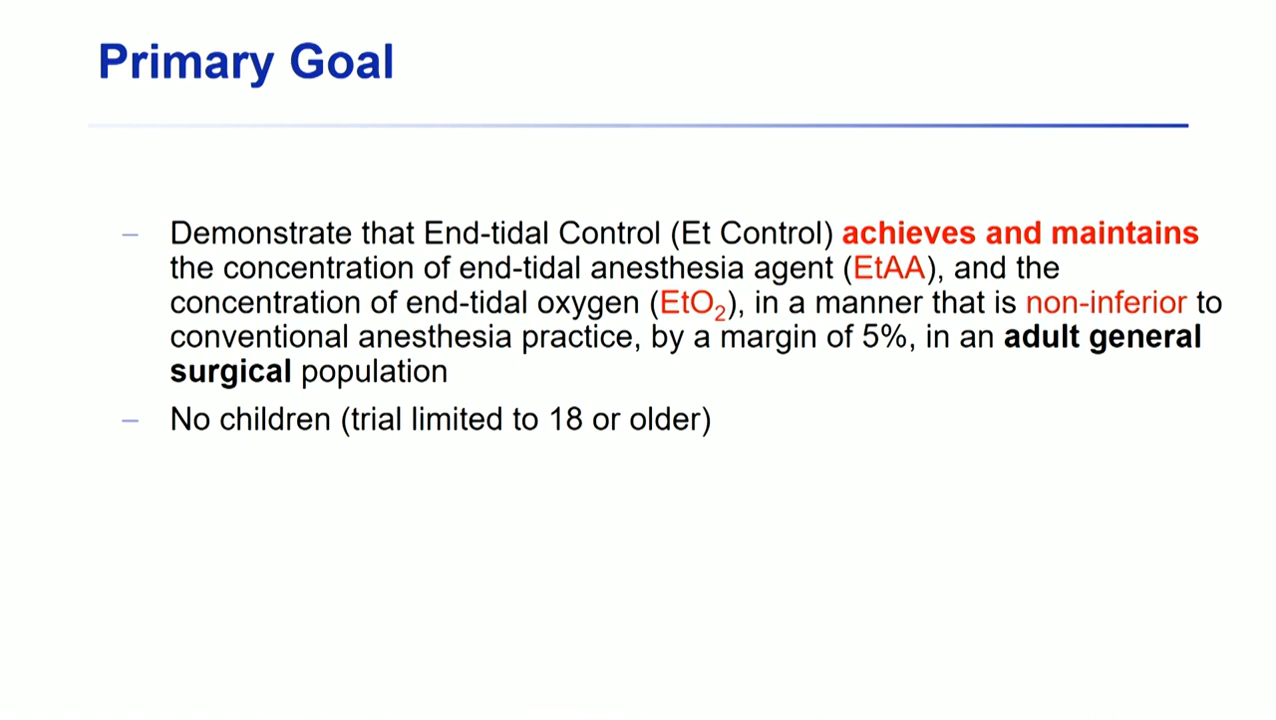 Primary Goal
– Demonstrate that End-tidal Control (Et Control) achieves and maintains
the concentration of end-tidal anesthesia agent (EtAA), and the
concentration of end-tidal oxygen (EtO₂), in a manner that is non-inferior to
conventional anesthesia practice, by a margin of 5%, in an adult general
surgical population
– No children (trial limited to 18 or older)